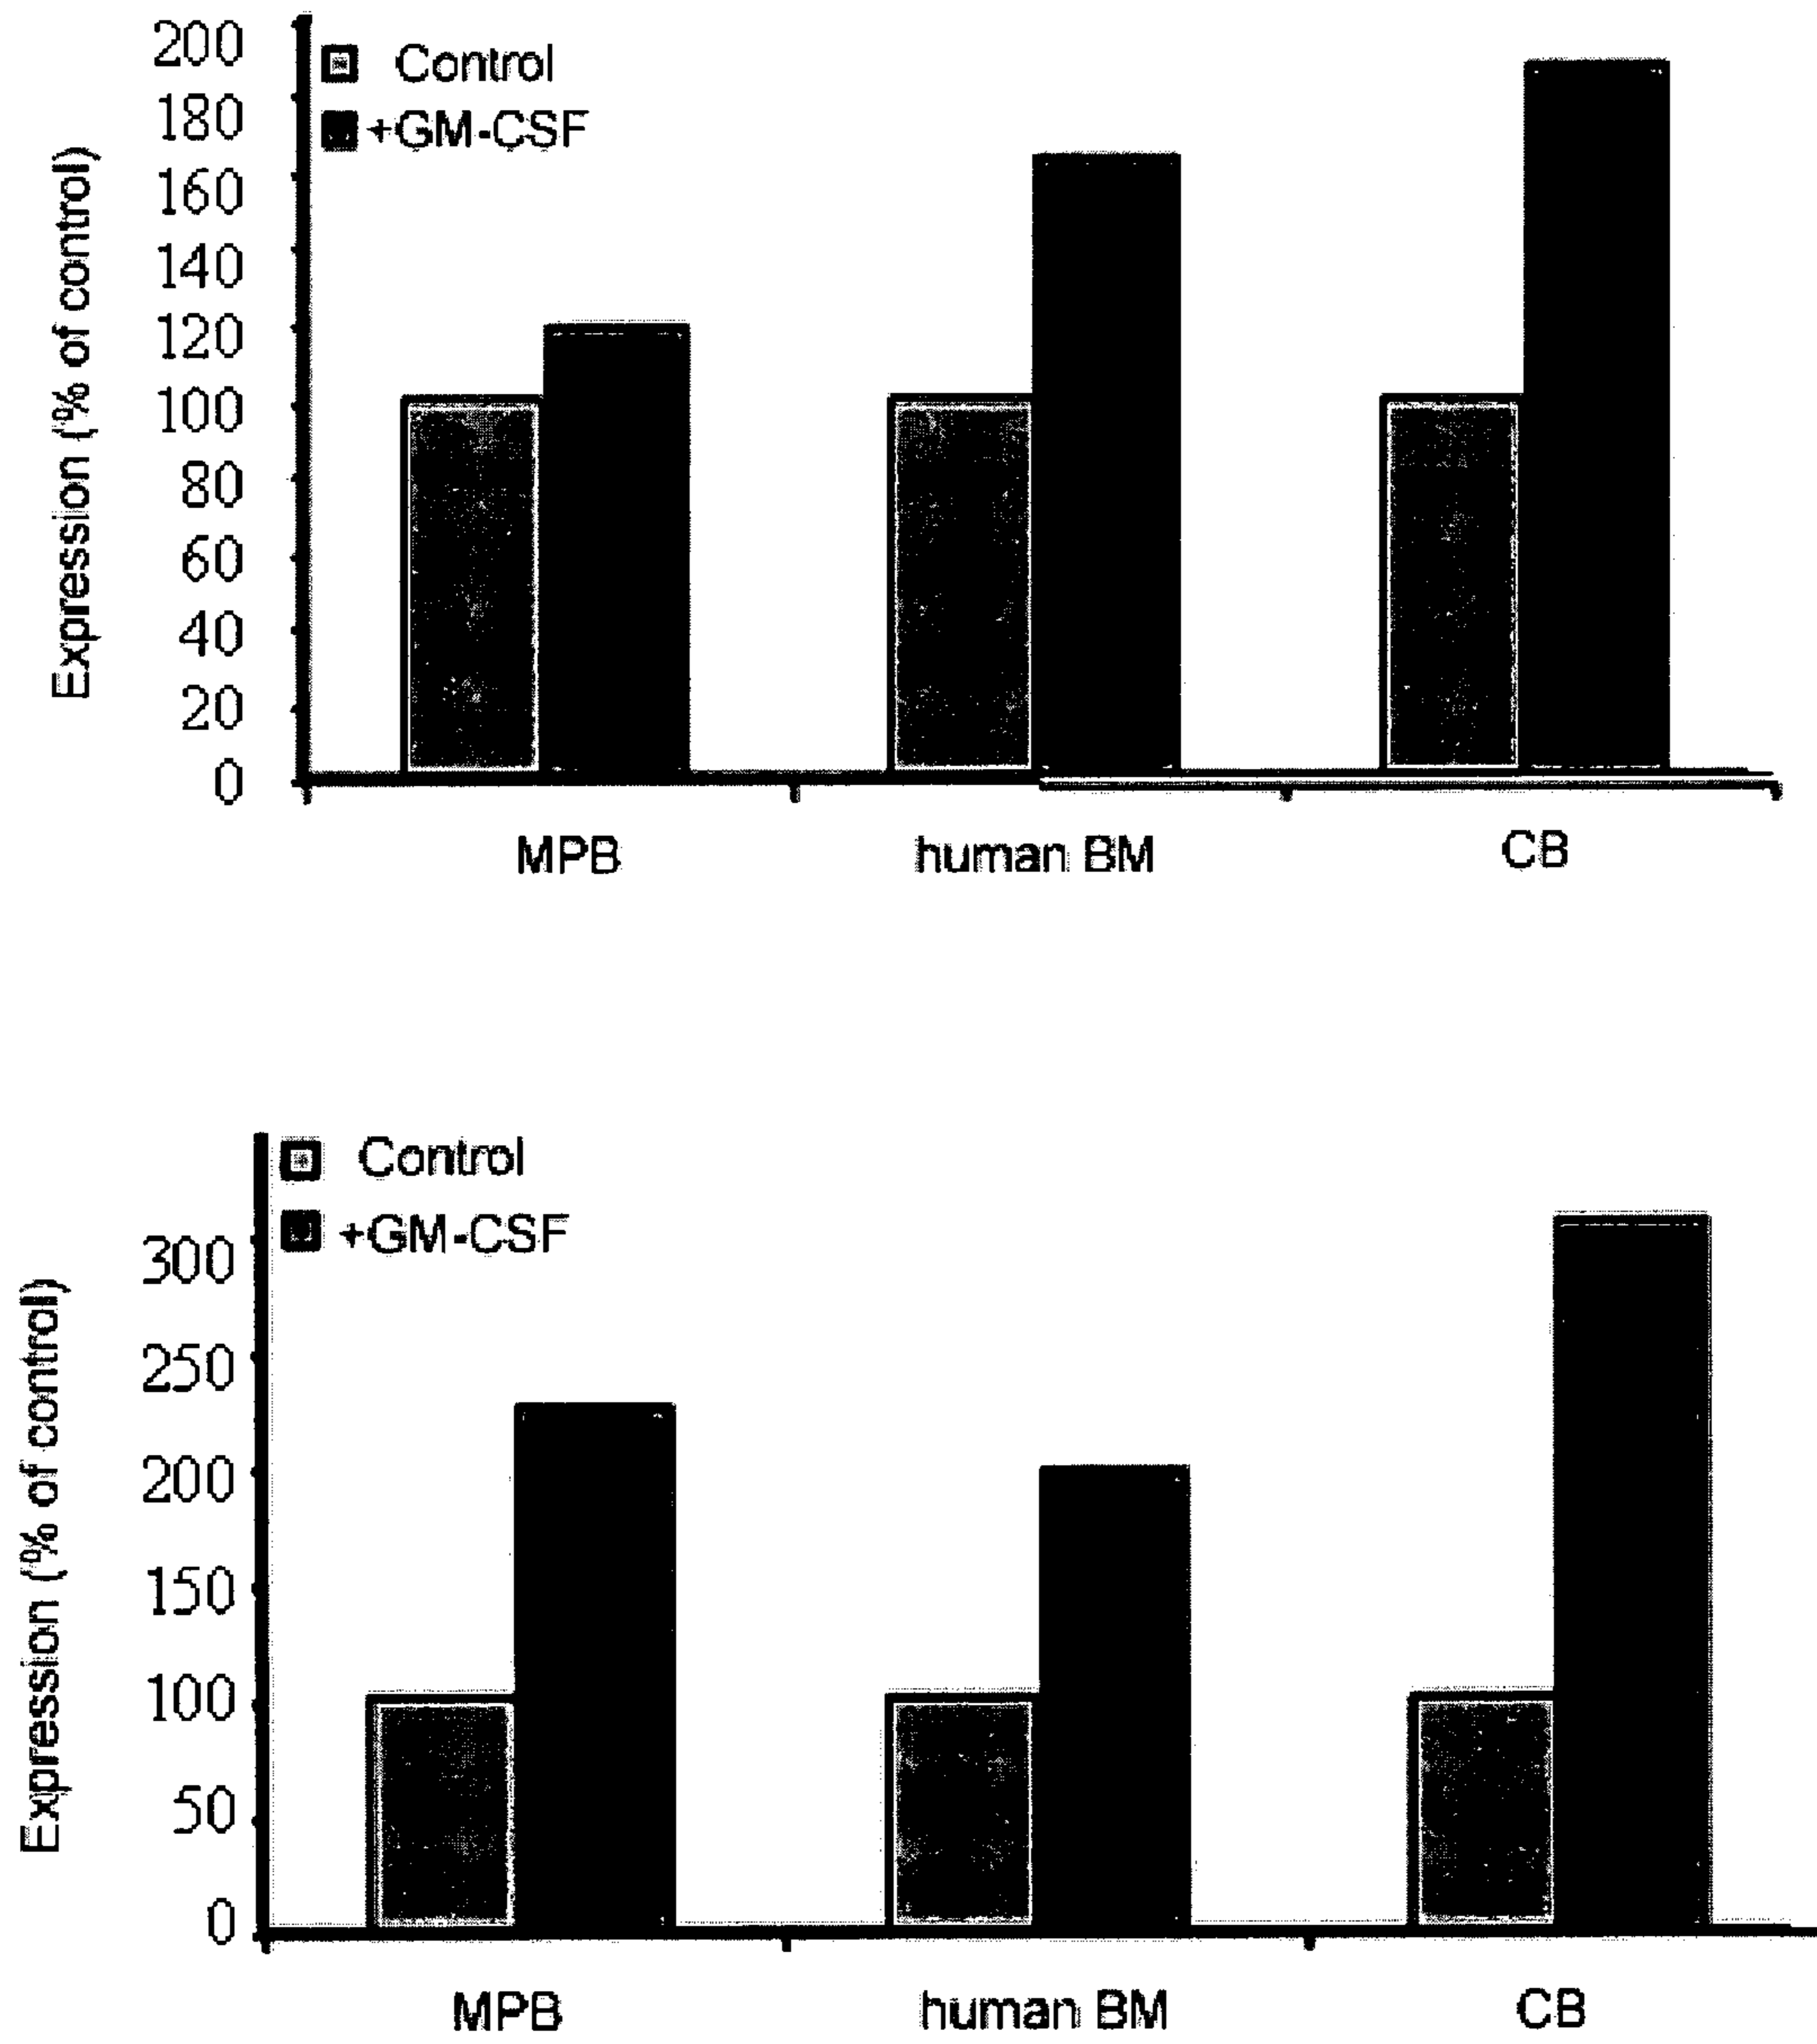 200
Control
180
+GM-CSF
160
140
120
100
80
60
40
20
0
Expression (% of control)
MPB human BM CB
Control
+GM-CSF
300
250
200
150
100
50
0
Expression (% of control)
MPB human BM CB